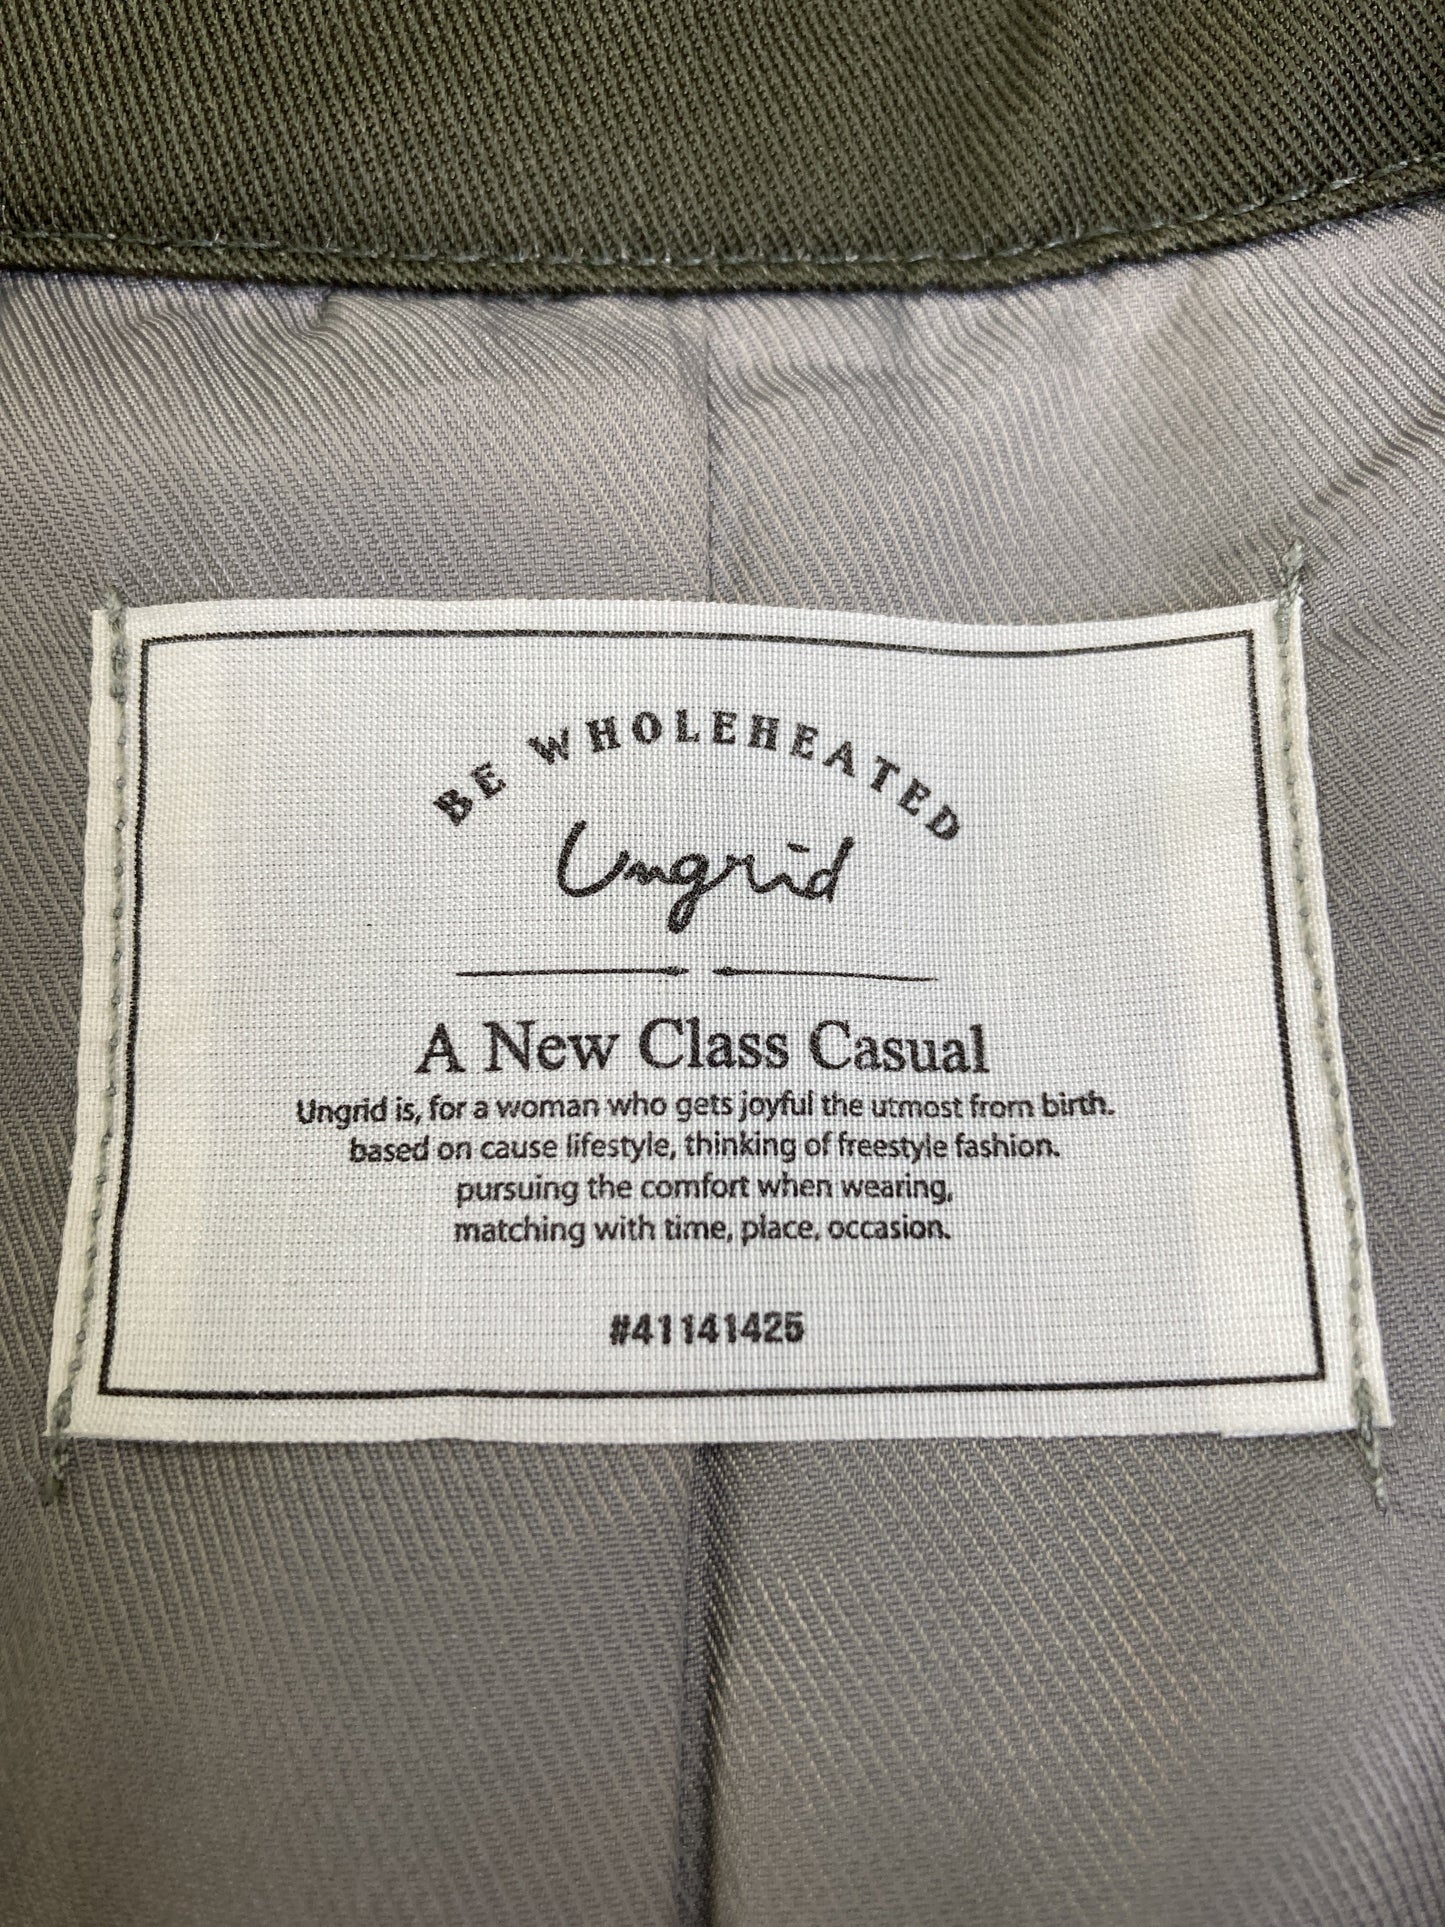 BE WHOLEHEATED
Ungrid
A New Class Casual
Ungrid is, for a woman who gets joyful the utmost from birth.
based on cause lifestyle, thinking of freestyle fashion.
pursuing the comfort when wearing,
matching with time, place, occasion.
#41141425